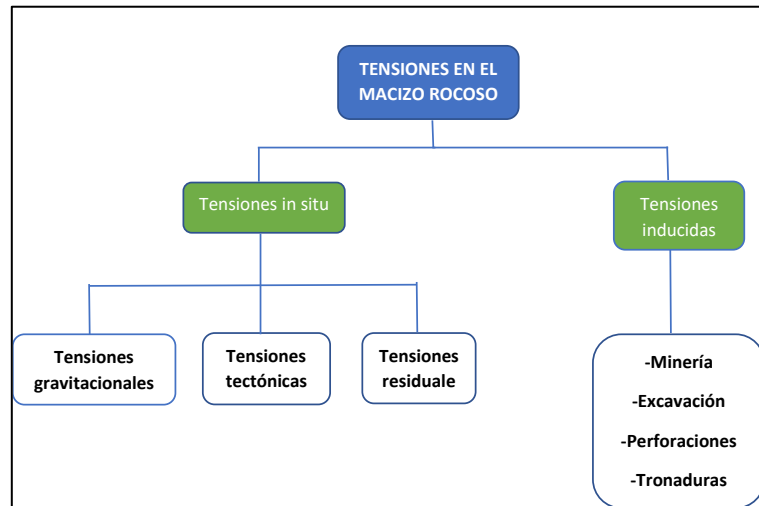 TENSIONES EN EL
MACIZO ROCOSO
Tensiones in situ
Tensiones
inducidas
Tensiones
gravitacionales
Tensiones
tectónicas
Tensiones
residuale
-Minería
-Excavación
-Perforaciones
-Tronaduras